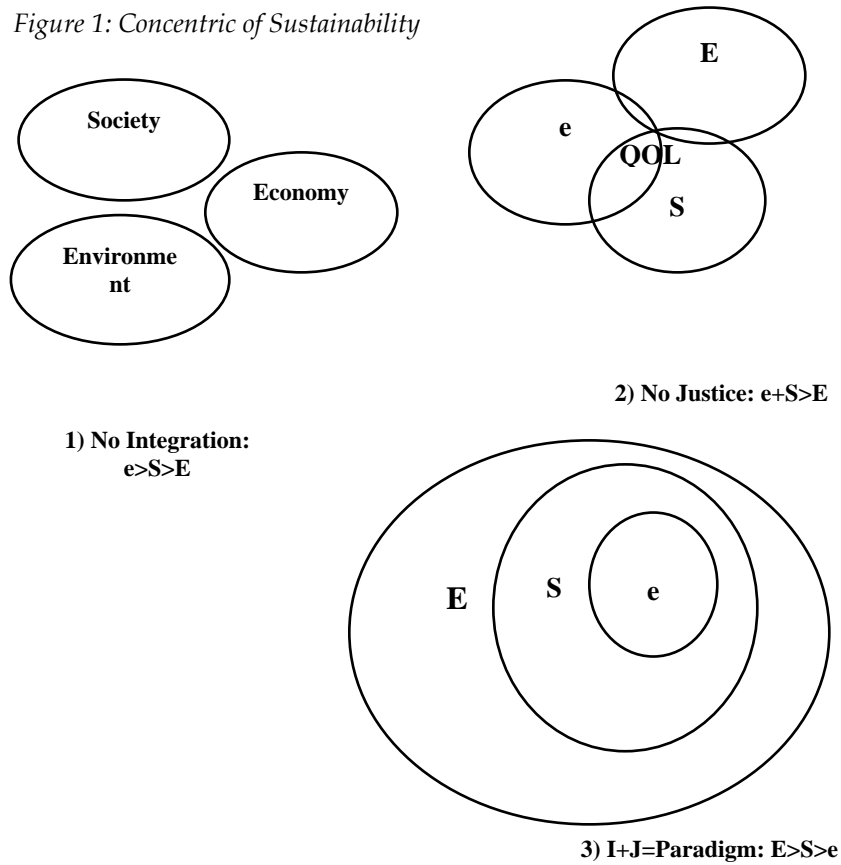 Figure 1: Concentric of Sustainability
Society
Economy
Environme
nt
E
e
QOL
S
2) No Justice: e+S>E
1) No Integration:
e>S>E
E
S
e
3) I+J=Paradigm: E>S>e